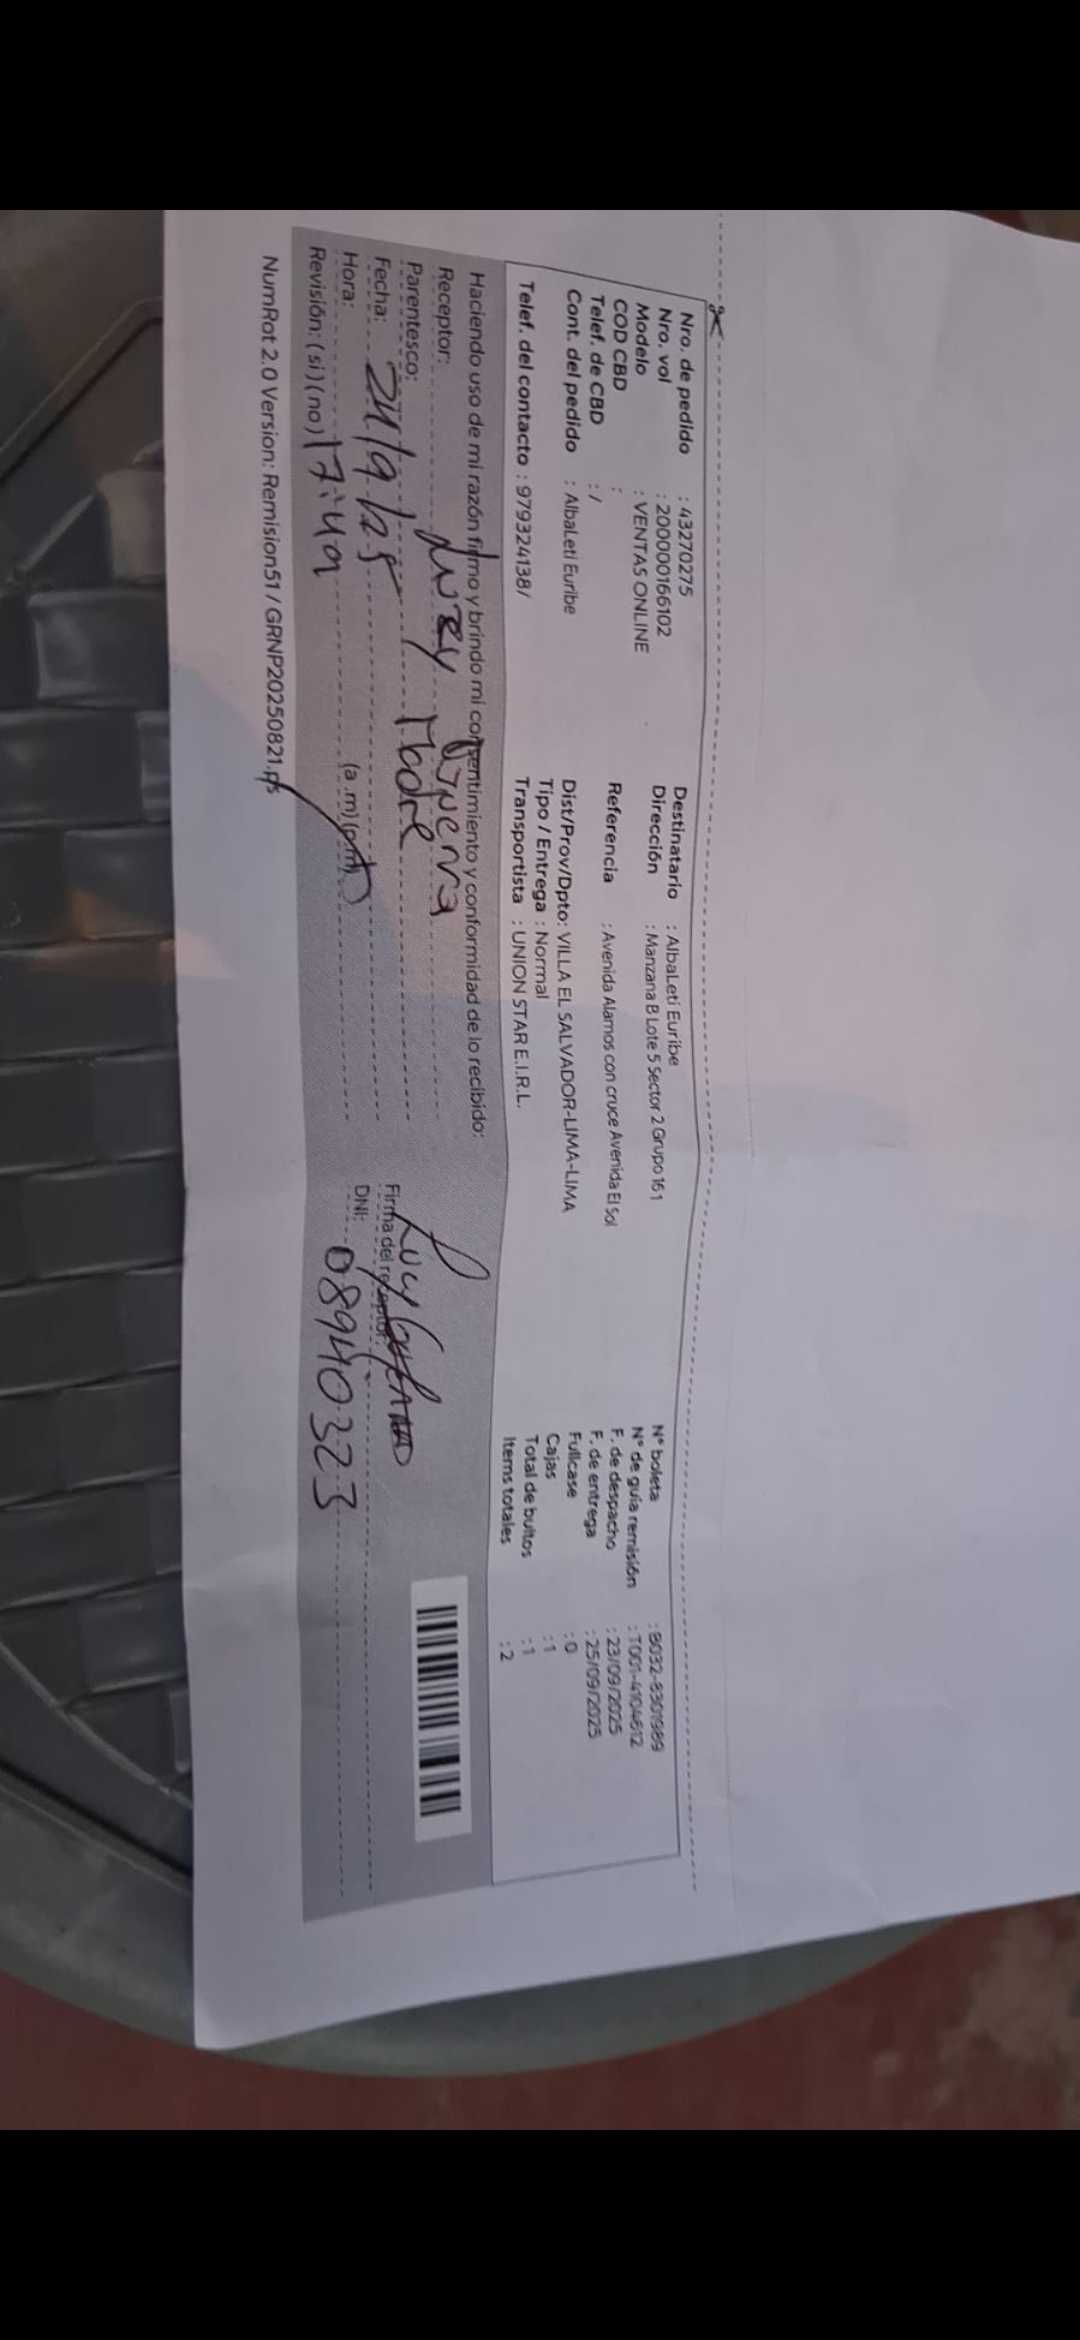 Nro. de pedido : 43270275
Nro. vol : 200000166102
Modelo : VENTAS ONLINE
COD CBD :
Telef. de CBD : /
Cont. del pedido : AlbaLeti Euribe
Telef. del contacto : 979324138/
Destinatario : AlbaLeti Euribe
Dirección : Manzana B Lote 5 Sector 2 Grupo 16 1
Referencia : Avenida Alamos con cruce Avenida El Sol
Dist/Prov/Dpto: VILLA EL SALVADOR-LIMA-LIMA
Tipo / Entrega : Normal
Transportista : UNION STAR E.I.R.L.
N° boleta : B032-8301989
N° de guía remisión : T001-4104612
F. de despacho : 23/09/2025
F. de entrega : 25/09/2025
Fullcase : 0
Cajas : 1
Total de bultos : 1
Items totales : 2
Haciendo uso de mi razón firmo y brindo mi consentimiento y conformidad de lo recibido:
Receptor:
Parentesco: Madre
Fecha: 24/9/25
Hora: 17:49 (a.m) (p.m)
Revisión: (si) (no)
Firma del receptor:
DNI: 08940323
NumRot 2.0 Version: Remision51 / GRNP20250821.prs